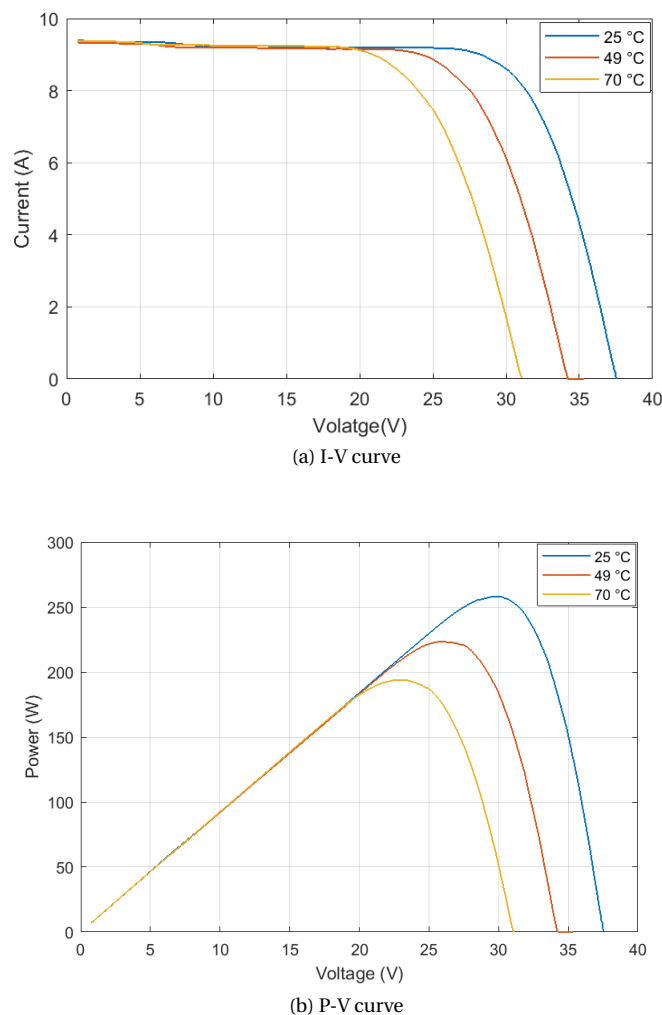 10
8
6
4
2
0
Current (A)
25 °C
49 °C
70 °C
0 5 10 15 20 25 30 35 40
Volatge(V)
(a) I-V curve
300
250
200
150
100
50
0
Power (W)
25 °C
49 °C
70 °C
0 5 10 15 20 25 30 35 40
Voltage (V)
(b) P-V curve